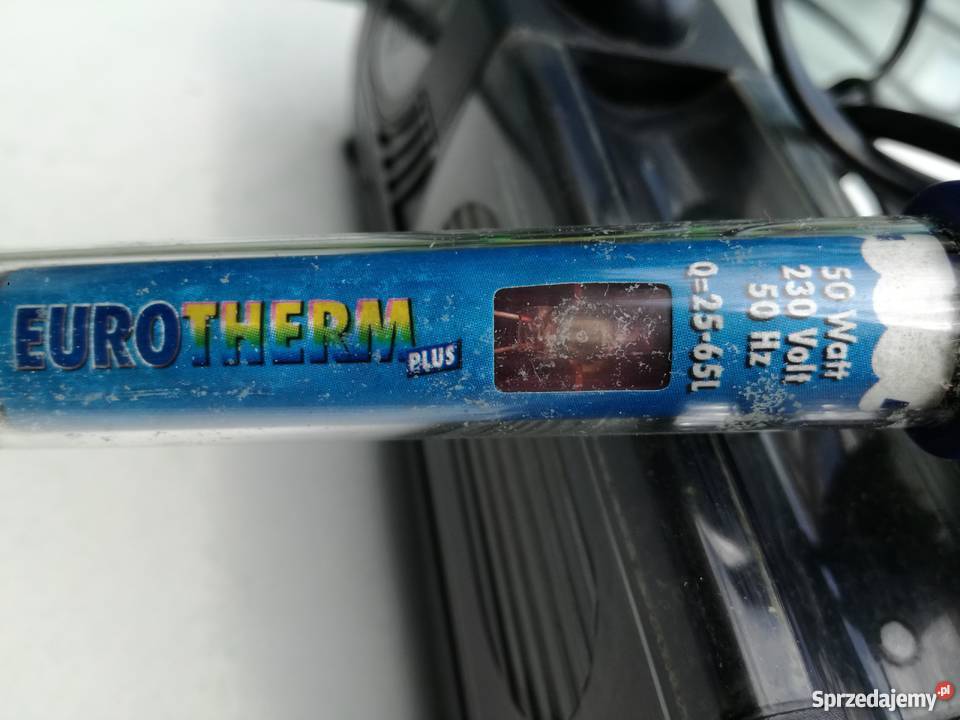 EUROTHERM
PLUS
50 Watt
230 Volt
50 Hz
Q=25-65L
Sprzedajemy.pl